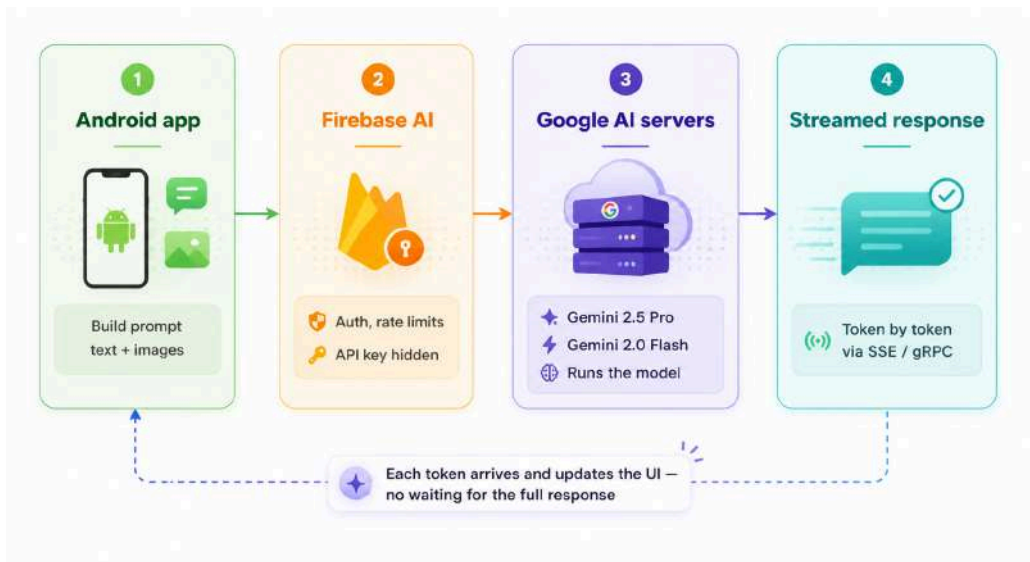 1
Android app
Build prompt
text + images
2
Firebase AI
Auth, rate limits
API key hidden
3
Google AI servers
G
Gemini 2.5 Pro
Gemini 2.0 Flash
Runs the model
4
Streamed response
Token by token
via SSE / gRPC
Each token arrives and updates the UI —
no waiting for the full response